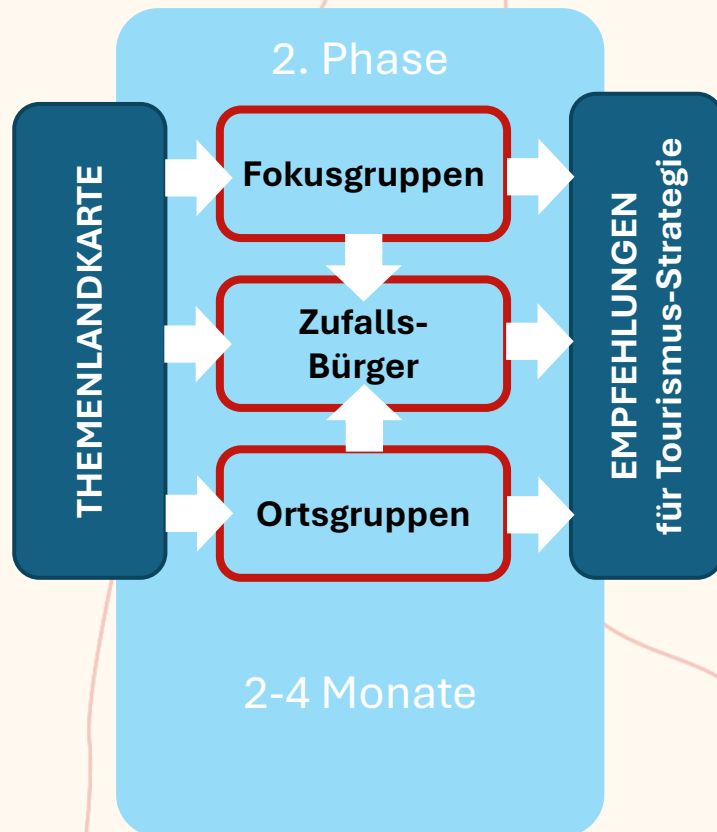 2. Phase
THEMENLANDKARTE
Fokusgruppen
Zufalls-
Bürger
Ortsgruppen
EMPFEHLUNGEN
für Tourismus-Strategie
2-4 Monate